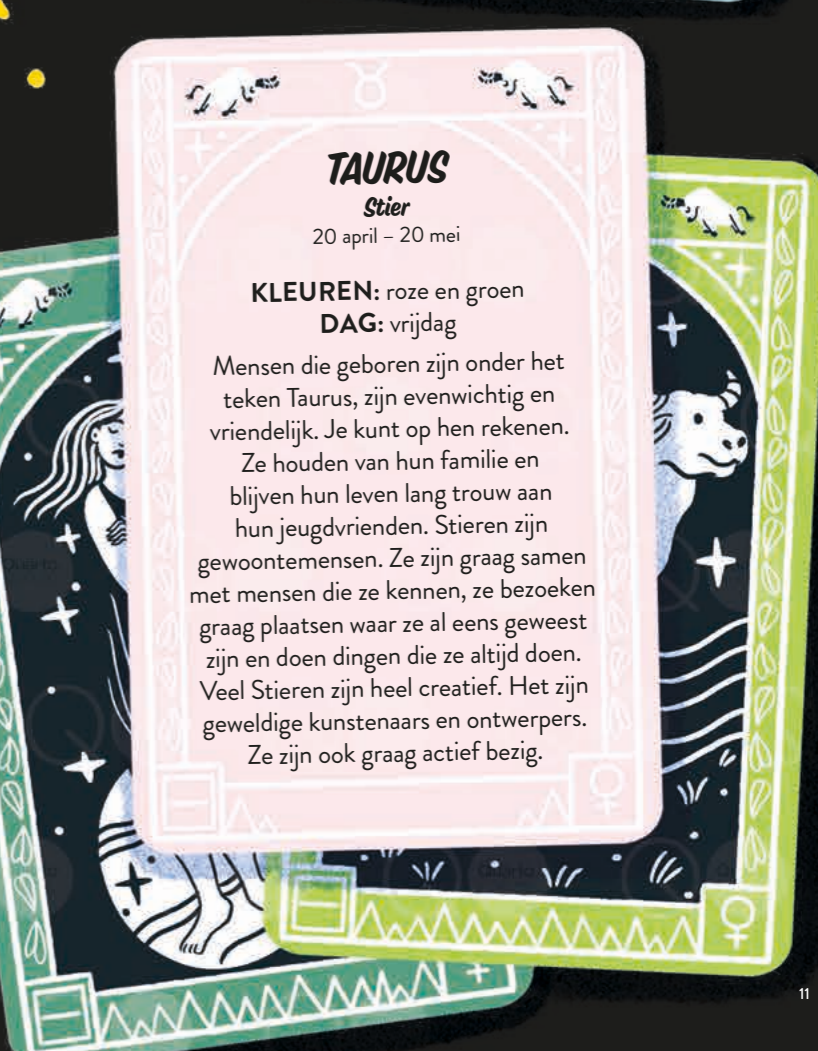 TAURUS
Stier
20 april – 20 mei
KLEUREN: roze en groen
DAG: vrijdag
Mensen die geboren zijn onder het
teken Taurus, zijn evenwichtig en
vriendelijk. Je kunt op hen rekenen.
Ze houden van hun familie en
blijven hun leven lang trouw aan
hun jeugdvrienden. Stieren zijn
gewoontemensen. Ze zijn graag samen
met mensen die ze kennen, ze bezoeken
graag plaatsen waar ze al eens geweest
zijn en doen dingen die ze altijd doen.
Veel Stieren zijn heel creatief. Het zijn
geweldige kunstenaars en ontwerpers.
Ze zijn ook graag actief bezig.
Quarto
Quarto
11